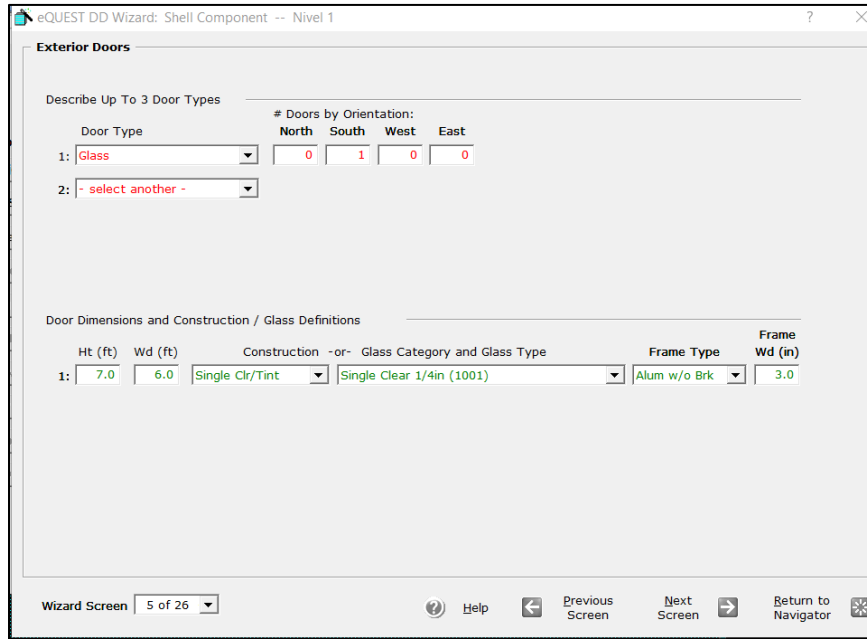 eQUEST DD Wizard: Shell Component -- Nivel 1 ?
Exterior Doors
Describe Up To 3 Door Types
# Doors by Orientation:
Door Type North South West East
1: Glass 0 1 0 0
2: - select another -
Door Dimensions and Construction / Glass Definitions
Frame
Ht (ft) Wd (ft) Construction -or- Glass Category and Glass Type Frame Type Wd (in)
1: 7.0 6.0 Single Clr/Tint Single Clear 1/4in (1001) Alum w/o Brk 3.0
Wizard Screen 5 of 26 ? Help Previous Screen Next Screen Return to Navigator